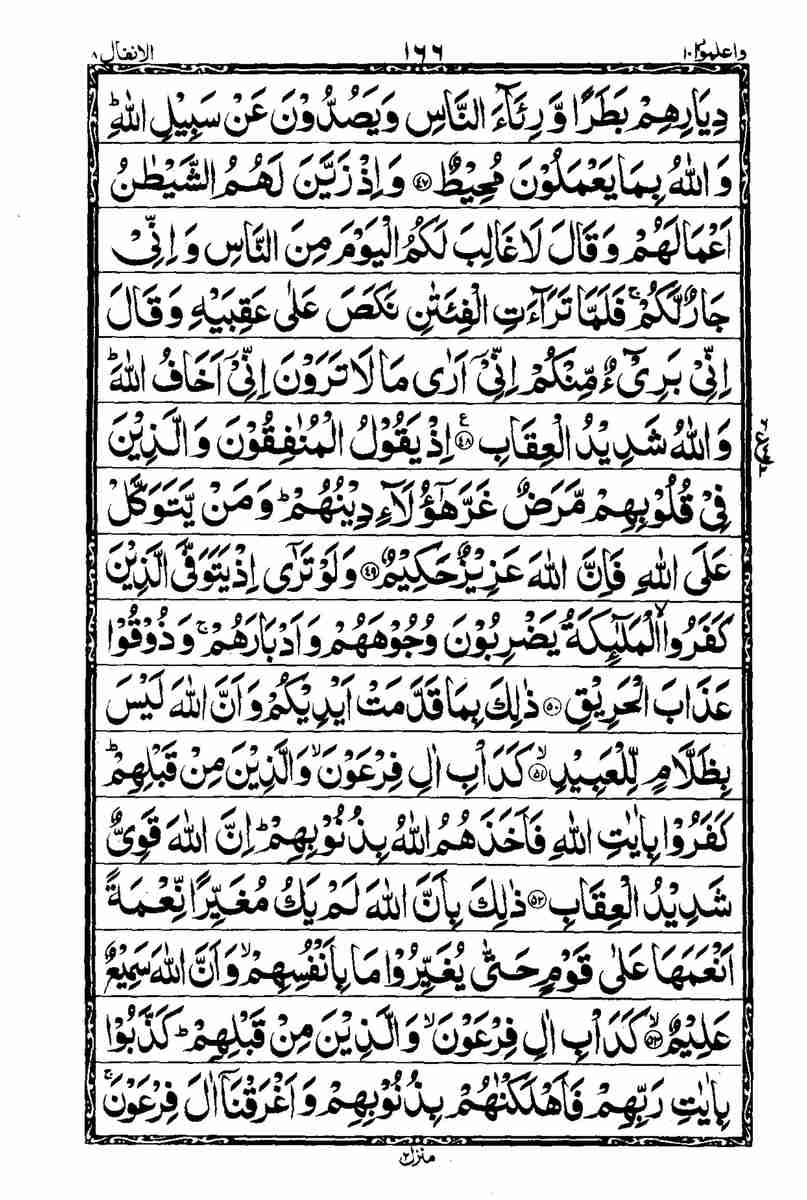 واعلموا ١٠ ١٦٦ الانفال ٨
دِيَارِهِمْ بَطَرًا وَّرِئَآءَ النَّاسِ وَيَصُدُّوْنَ عَنْ سَبِيْلِ اللّٰهِ ؕ
وَاللّٰهُ بِمَا يَعْمَلُوْنَ مُحِيْطٌ ۝٤٧ وَاِذْ زَيَّنَ لَهُمُ الشَّيْطٰنُ
اَعْمَالَهُمْ وَقَالَ لَا غَالِبَ لَكُمُ الْيَوْمَ مِنَ النَّاسِ وَاِنِّيْ
جَارٌ لَّكُمْ ۚ فَلَمَّا تَرَآءَتِ الْفِئَتٰنِ نَكَصَ عَلٰى عَقِبَيْهِ وَقَالَ
اِنِّيْ بَرِيْٓءٌ مِّنْكُمْ اِنِّيْٓ اَرٰى مَا لَا تَرَوْنَ اِنِّيْٓ اَخَافُ اللّٰهَ ؕ
وَاللّٰهُ شَدِيْدُ الْعِقَابِ ۝٤٨ ع اِذْ يَقُوْلُ الْمُنٰفِقُوْنَ وَالَّذِيْنَ
فِيْ قُلُوْبِهِمْ مَّرَضٌ غَرَّ هٰٓؤُلَآءِ دِيْنُهُمْ ؕ وَمَنْ يَّتَوَكَّلْ
عَلَى اللّٰهِ فَاِنَّ اللّٰهَ عَزِيْزٌ حَكِيْمٌ ۝٤٩ وَلَوْ تَرٰٓى اِذْ يَتَوَفَّى الَّذِيْنَ
كَفَرُوا ۙ الْمَلٰٓئِكَةُ يَضْرِبُوْنَ وُجُوْهَهُمْ وَاَدْبَارَهُمْ ۚ وَذُوْقُوْا
عَذَابَ الْحَرِيْقِ ۝٥٠ ذٰلِكَ بِمَا قَدَّمَتْ اَيْدِيْكُمْ وَاَنَّ اللّٰهَ لَيْسَ
بِظَلَّامٍ لِّلْعَبِيْدِ ۙ۝٥١ كَدَاْبِ اٰلِ فِرْعَوْنَ ۙ وَالَّذِيْنَ مِنْ قَبْلِهِمْ ؕ
كَفَرُوْا بِاٰيٰتِ اللّٰهِ فَاَخَذَهُمُ اللّٰهُ بِذُنُوْبِهِمْ ؕ اِنَّ اللّٰهَ قَوِيٌّ
شَدِيْدُ الْعِقَابِ ۝٥٢ ذٰلِكَ بِاَنَّ اللّٰهَ لَمْ يَكُ مُغَيِّرًا نِّعْمَةً
اَنْعَمَهَا عَلٰى قَوْمٍ حَتّٰى يُغَيِّرُوْا مَا بِاَنْفُسِهِمْ ۙ وَاَنَّ اللّٰهَ سَمِيْعٌ
عَلِيْمٌ ۙ۝٥٣ كَدَاْبِ اٰلِ فِرْعَوْنَ ۙ وَالَّذِيْنَ مِنْ قَبْلِهِمْ ؕ كَذَّبُوْا
بِاٰيٰتِ رَبِّهِمْ فَاَهْلَكْنٰهُمْ بِذُنُوْبِهِمْ وَاَغْرَقْنَآ اٰلَ فِرْعَوْنَ ۚ
منزل ٢